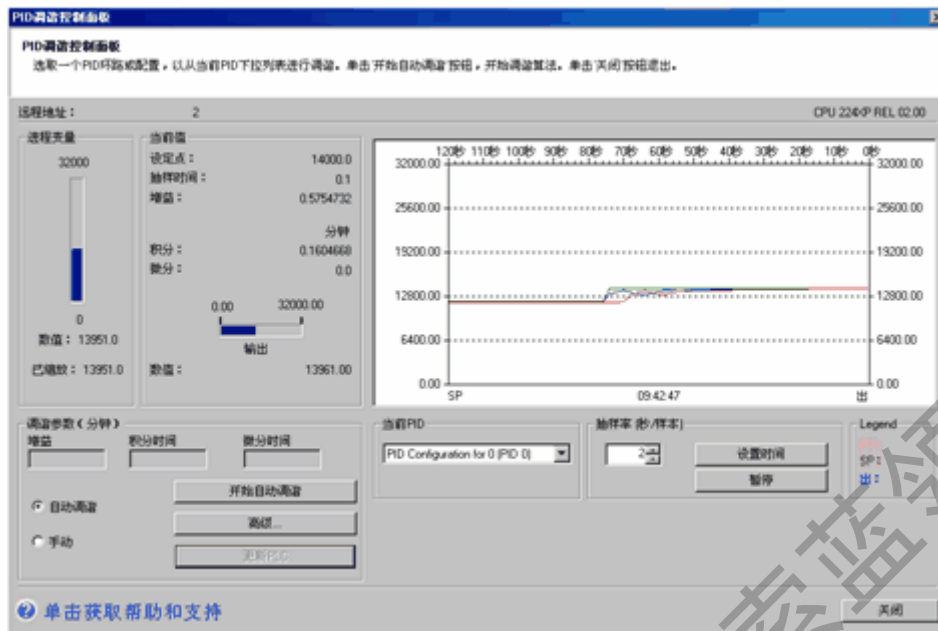 PID调谐控制面板
PID调谐控制面板
选取一个PID环路或配置，以从当前PID下拉列表进行调谐。单击'开始自动调谐'按钮，开始调谐算法。单击'关闭'按钮退出。
远程地址： 2 CPU 224XP REL 02.00
进程变量
32000
0
数值： 13951.0
已缩放： 13951.0
当前值
设定点： 14000.0
抽样时间： 0.1
增益： 0.5754732
分钟
积分： 0.1604668
微分： 0.0
0.00 32000.00
输出
数值： 13961.00
120秒 110秒 100秒 90秒 80秒 70秒 60秒 50秒 40秒 30秒 20秒 10秒 0秒
32000.00 32000.00
25600.00 25600.00
19200.00 19200.00
12800.00 12800.00
6400.00 6400.00
0.00 0.00
SP 09:42:47 出
调谐参数（分钟）
增益 积分时间 微分时间
自动调谐
手动
开始自动调谐
高级...
更新PLC
当前PID
PID Configuration for 0 (PID 0)
抽样率（秒/样本）
2
设置时间
暂停
Legend
SP：
出：
单击获取帮助和支持
关闭
索蓝领